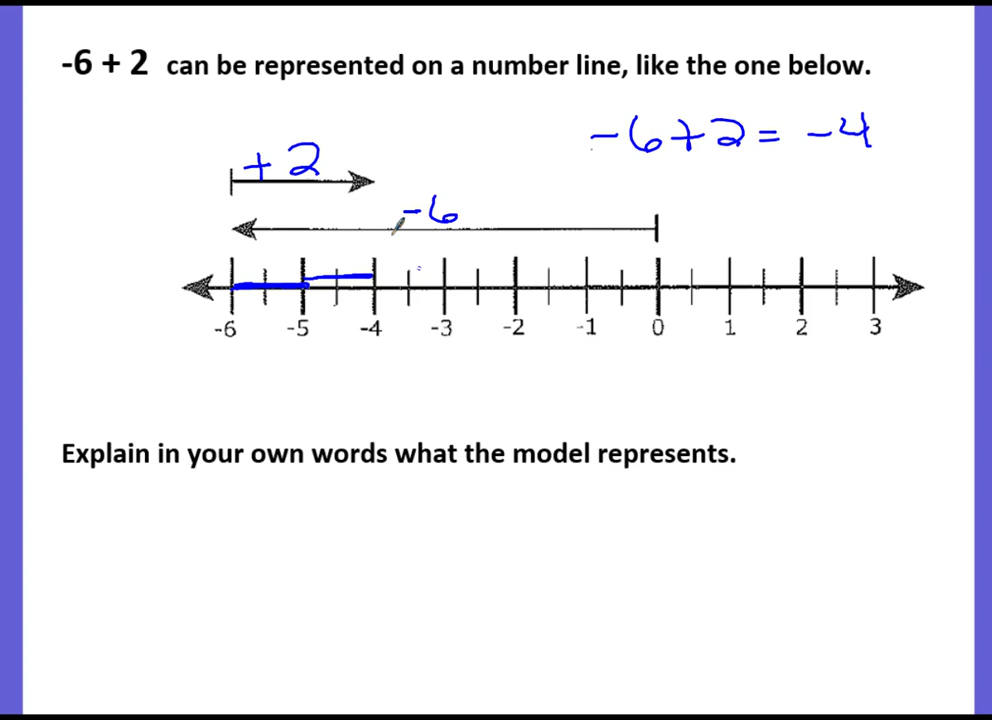 -6 + 2 can be represented on a number line, like the one below.
-6+2= -4
+2
-6
-6 -5 -4 -3 -2 -1 0 1 2 3
Explain in your own words what the model represents.